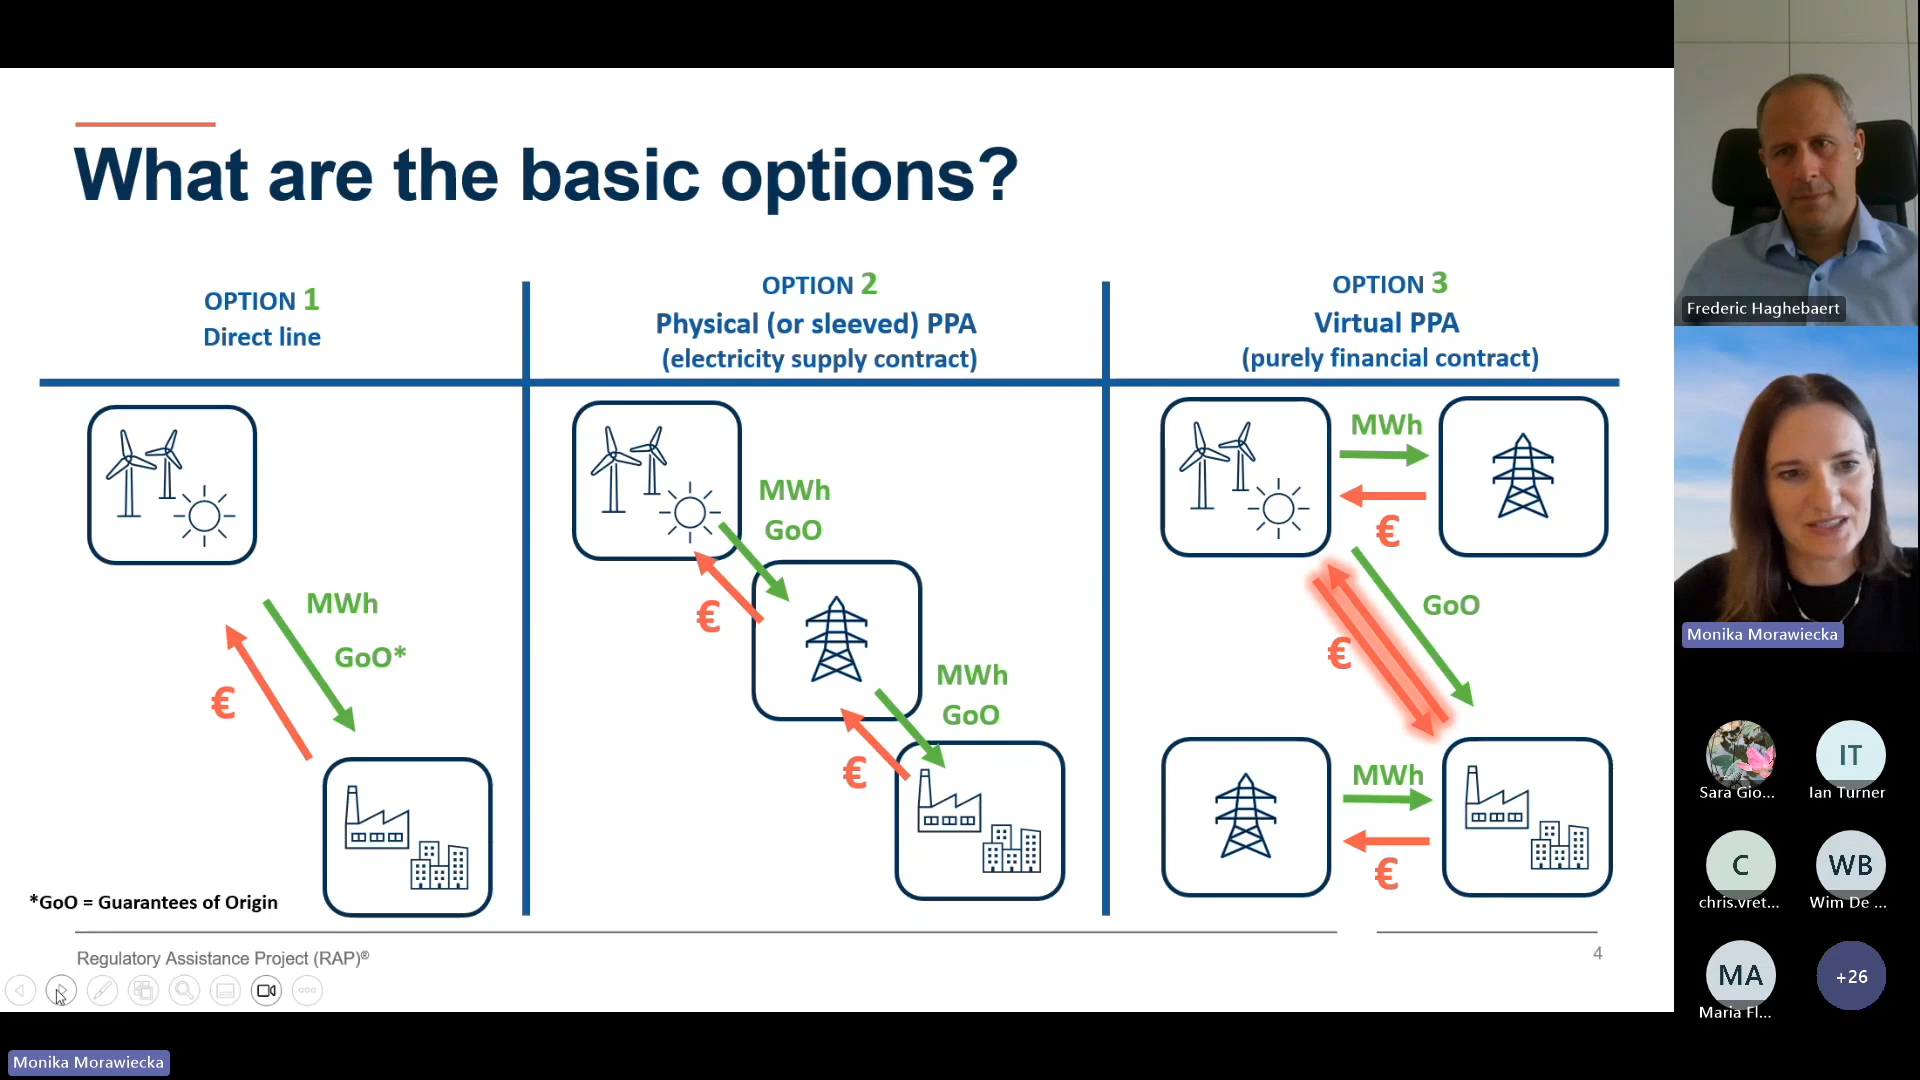 What are the basic options?
OPTION 1
Direct line
OPTION 2
Physical (or sleeved) PPA
(electricity supply contract)
OPTION 3
Virtual PPA
(purely financial contract)
MWh
GoO*
€
*GoO = Guarantees of Origin
MWh
GoO
€
MWh
GoO
€
MWh
€
GoO
€
MWh
€
Regulatory Assistance Project (RAP)®
4
Monika Morawiecka
Frederic Haghebaert
Monika Morawiecka
Sara Gio...
IT
Ian Turner
C
chris.vret...
WB
Wim De ...
MA
Maria Fl...
+26